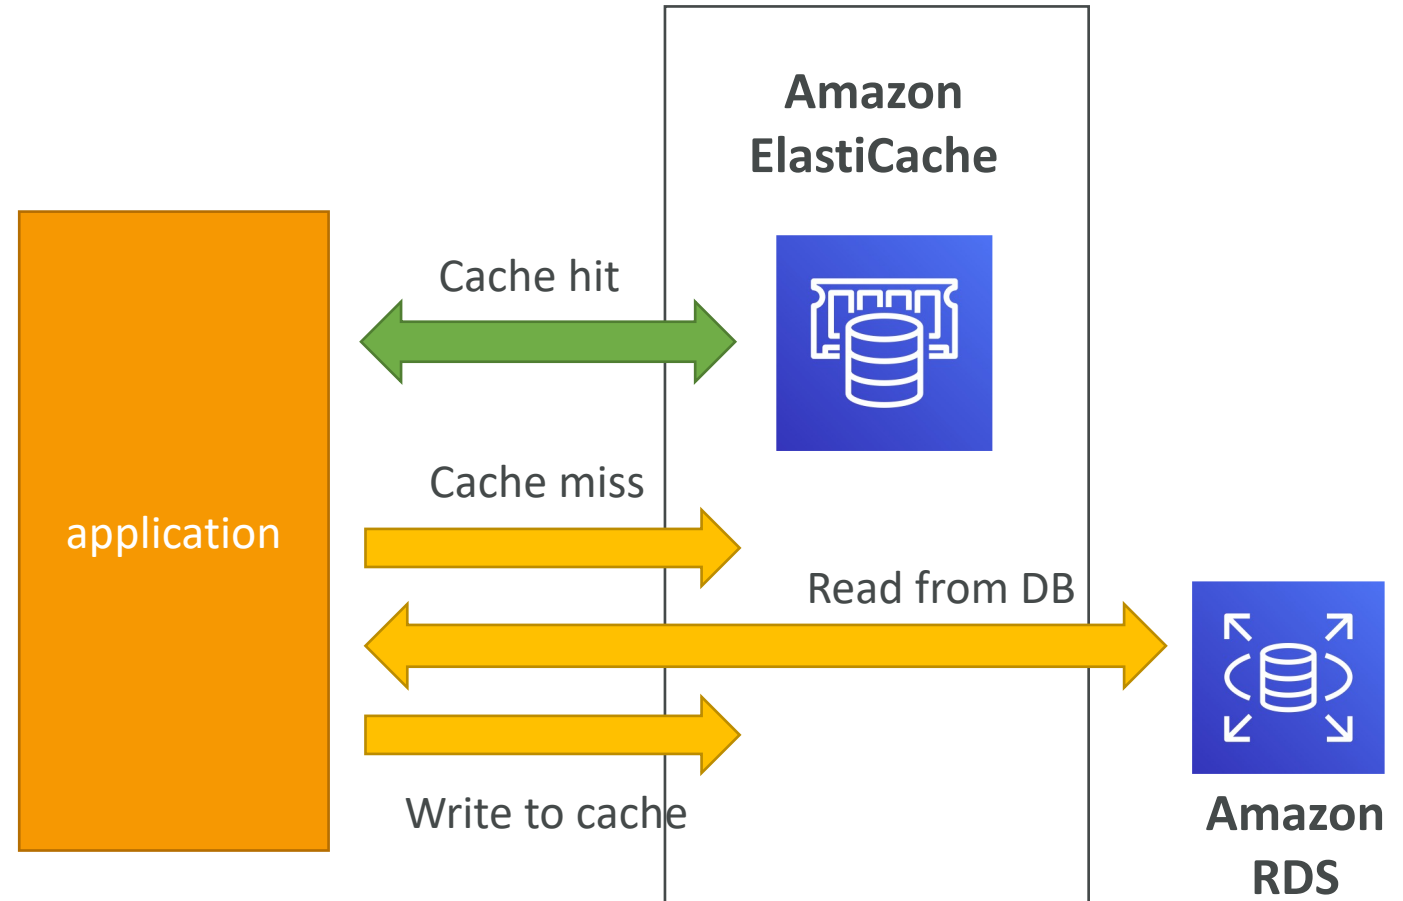 Amazon
ElastiCache
Cache hit
Cache miss
application
Read from DB
Write to cache
Amazon
RDS